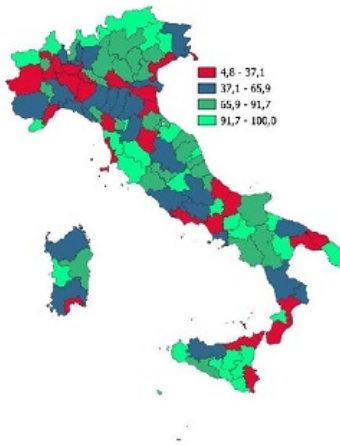 4,8 - 37,1
37,1 - 65,9
65,9 - 91,7
91,7 - 100,0